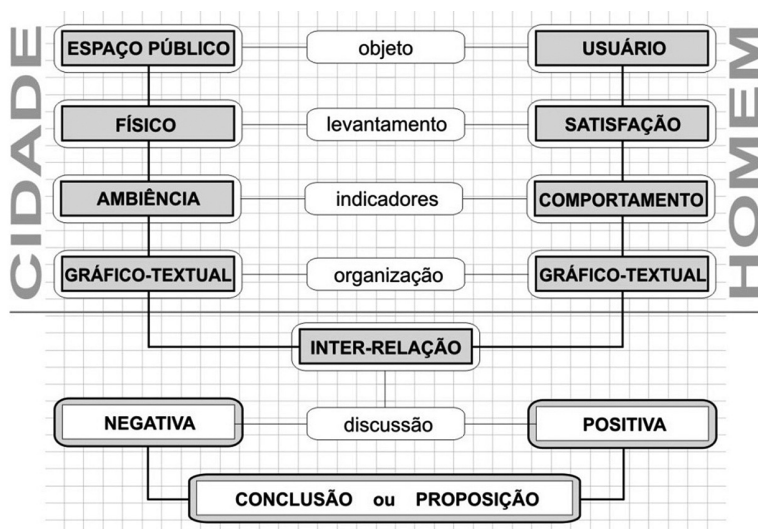 CIDADE
HOMEM
ESPAÇO PÚBLICO
objeto
USUÁRIO
FÍSICO
levantamento
SATISFAÇÃO
AMBIÊNCIA
indicadores
COMPORTAMENTO
GRÁFICO-TEXTUAL
organização
GRÁFICO-TEXTUAL
INTER-RELAÇÃO
NEGATIVA
discussão
POSITIVA
CONCLUSÃO ou PROPOSIÇÃO